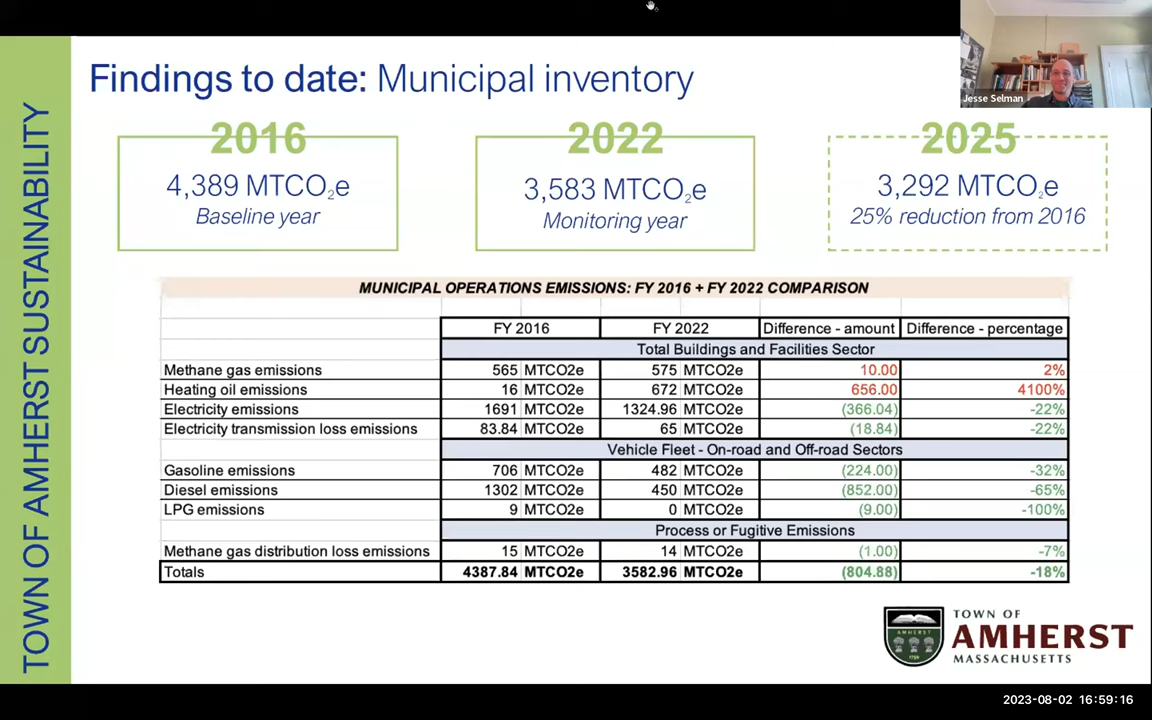 Findings to date: Municipal inventory
Jesse Selman
TOWN OF AMHERST SUSTAINABILITY
2016
4,389 MTCO2e
Baseline year
2022
3,583 MTCO2e
Monitoring year
2025
3,292 MTCO2e
25% reduction from 2016
MUNICIPAL OPERATIONS EMISSIONS: FY 2016 + FY 2022 COMPARISON
FY 2016 FY 2022 Difference - amount Difference - percentage
Total Buildings and Facilities Sector
Methane gas emissions 565 MTCO2e 575 MTCO2e 10.00 2%
Heating oil emissions 16 MTCO2e 672 MTCO2e 656.00 4100%
Electricity emissions 1691 MTCO2e 1324.96 MTCO2e (366.04) -22%
Electricity transmission loss emissions 83.84 MTCO2e 65 MTCO2e (18.84) -22%
Vehicle Fleet - On-road and Off-road Sectors
Gasoline emissions 706 MTCO2e 482 MTCO2e (224.00) -32%
Diesel emissions 1302 MTCO2e 450 MTCO2e (852.00) -65%
LPG emissions 9 MTCO2e 0 MTCO2e (9.00) -100%
Process or Fugitive Emissions
Methane gas distribution loss emissions 15 MTCO2e 14 MTCO2e (1.00) -7%
Totals 4387.84 MTCO2e 3582.96 MTCO2e (804.88) -18%
AMHERST
1759
TOWN OF
AMHERST
MASSACHUSETTS
2023-08-02 16:59:16